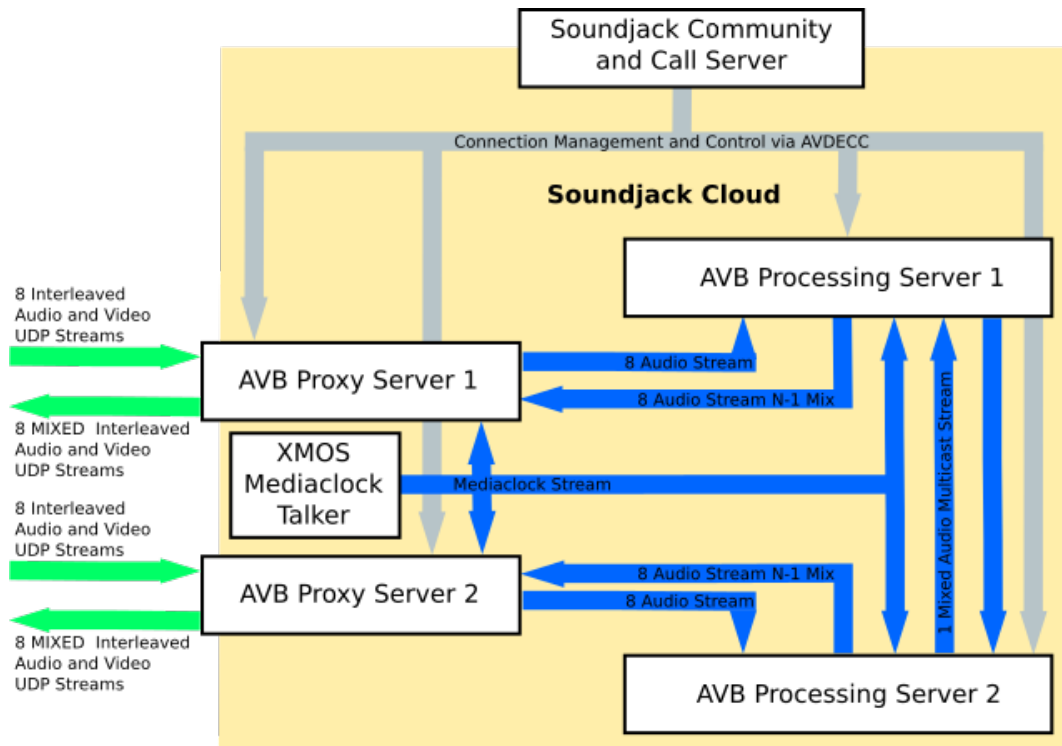 Soundjack Community
and Call Server
Connection Management and Control via AVDECC
Soundjack Cloud
AVB Processing Server 1
8 Interleaved
Audio and Video
UDP Streams
AVB Proxy Server 1
8 Audio Stream
8 Audio Stream N-1 Mix
8 MIXED  Interleaved
Audio and Video
UDP Streams
XMOS
Mediaclock
Talker
Mediaclock Stream
1 Mixed Audio Multicast Stream
8 Interleaved
Audio and Video
UDP Streams
AVB Proxy Server 2
8 Audio Stream N-1 Mix
8 Audio Stream
8 MIXED  Interleaved
Audio and Video
UDP Streams
AVB Processing Server 2